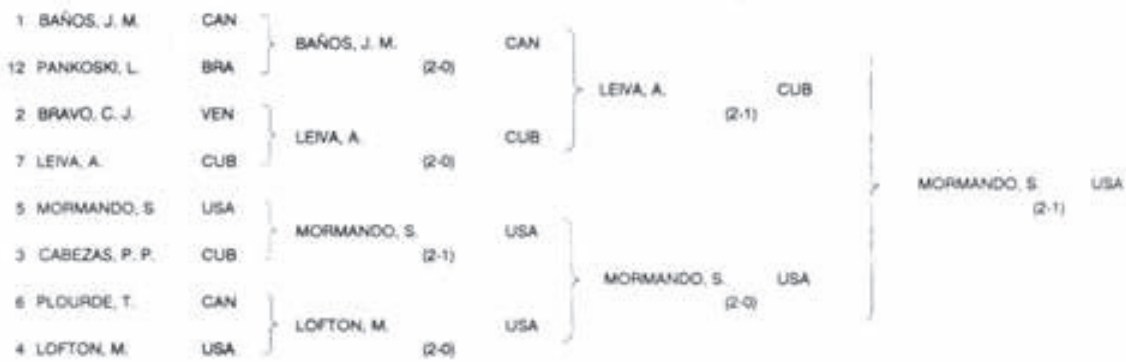 1 BAÑOS, J. M. CAN
BAÑOS, J. M. CAN
(2-0)
12 PANKOSKI, L. BRA
LEIVA, A. CUB
(2-1)
2 BRAVO, C. J. VEN
LEIVA, A. CUB
(2-0)
7 LEIVA, A. CUB
MORMANDO, S. USA
(2-1)
5 MORMANDO, S. USA
MORMANDO, S. USA
(2-1)
3 CABEZAS, P. P. CUB
MORMANDO, S. USA
(2-0)
6 PLOURDE, T. CAN
LOFTON, M. USA
(2-0)
4 LOFTON, M. USA